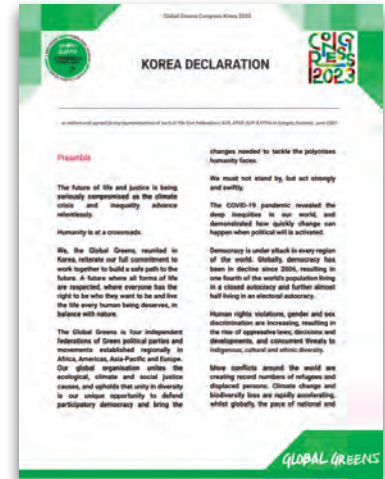 Global Greens Congress Korea 2023
CONGRESS
2023
KOREA DECLARATION
Preamble
The future of life and justice is being
seriously compromised as the climate
crisis and inequality advance
relentlessly.
Humanity is at a crossroads.
We, the Global Greens, reunited in
Korea, reiterate our full commitment to
work together to build a safe path to the
future. A future where all forms of life
are respected, where everyone has the
right to be who they want to be and live
the life every human being deserves, in
balance with nature.
The Global Greens is four independent
federations of Green political parties and
movements established regionally in
Africa, Americas, Asia-Pacific and Europe.
Our global organisation unites the
ecological, climate and social justice
causes, and upholds that unity in diversity
is our unique opportunity to defend
participatory democracy and bring the
changes needed to tackle the polycrises
humanity faces.
We must not stand by, but act strongly
and swiftly.
The COVID-19 pandemic revealed the
deep inequities in our world, and
demonstrated how quickly change can
happen when political will is activated.
Democracy is under attack in every region
of the world. Globally, democracy has
been in decline since 2006, resulting in
one fourth of the world's population living
in a closed autocracy and further almost
half living in an electoral autocracy.
Human rights violations, gender and sex
discrimination are increasing, resulting in
the rise of oppressive laws, decisions and
developments, and concurrent threats to
indigenous, cultural and ethnic diversity.
More conflicts around the world are
creating record numbers of refugees and
displaced persons. Climate change and
biodiversity loss are rapidly accelerating,
whilst globally, the pace of national and
GLOBAL GREENS